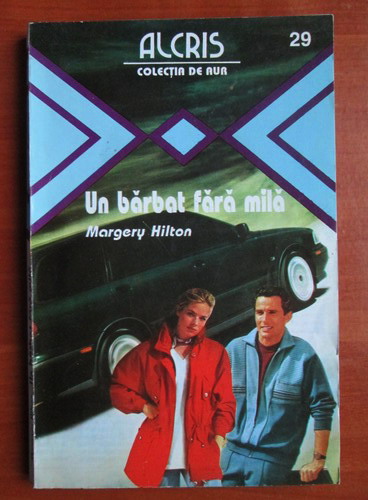 ALCRIS
29
COLECȚIA DE AUR
Un bărbat fără milă
Margery Hilton